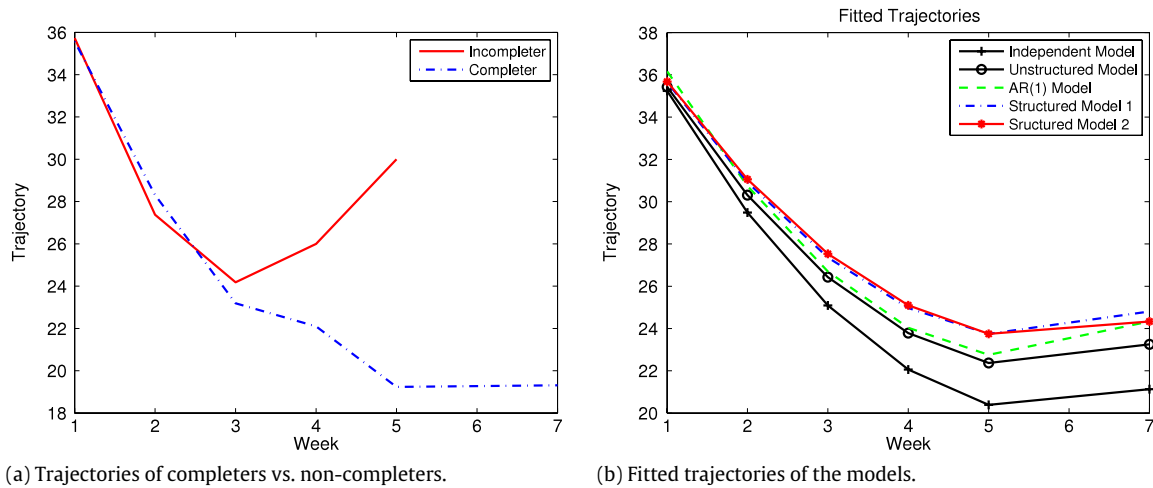 36
34
32
30
28
26
24
22
20
18
Trajectory
1 2 3 4 5 6 7
Week
Incompleter
Completer
(a) Trajectories of completers vs. non-completers.
Fitted Trajectories
38
36
34
32
30
28
26
24
22
20
Trajectory
1 2 3 4 5 6 7
Week
Independent Model
Unstructured Model
AR(1) Model
Structured Model 1
Sructured Model 2
(b) Fitted trajectories of the models.